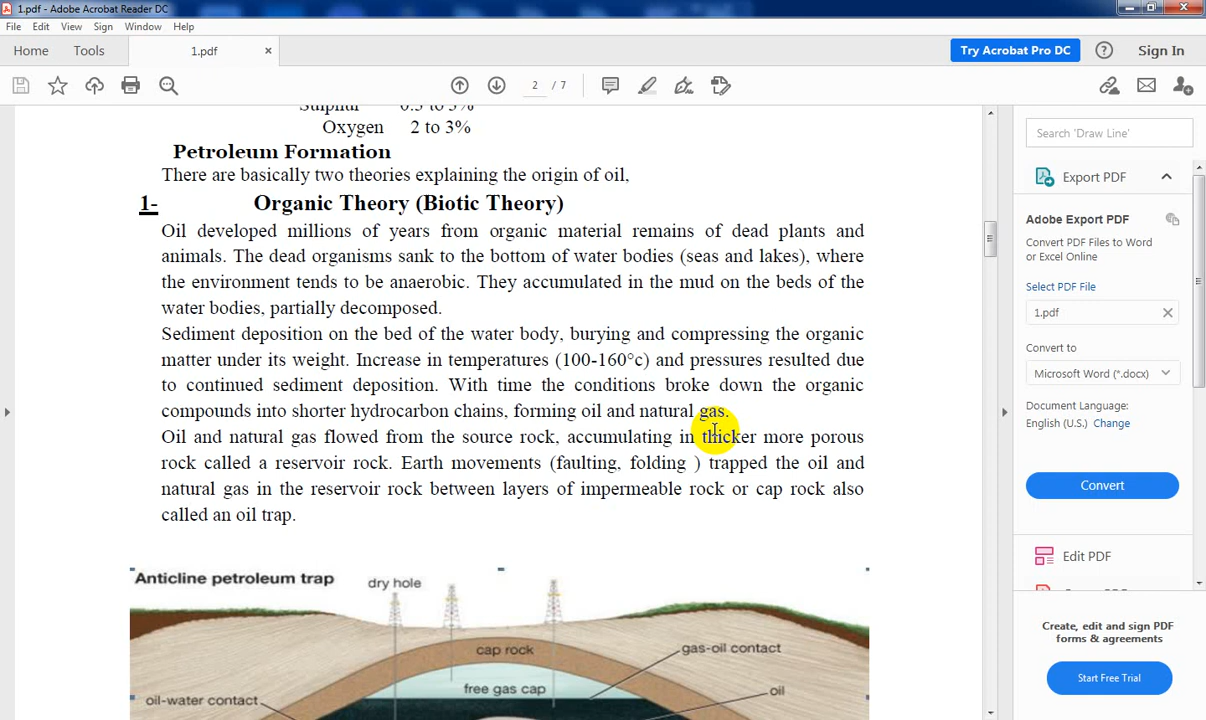 1.pdf - Adobe Acrobat Reader DC
File Edit View Sign Window Help
Home Tools 1.pdf × Try Acrobat Pro DC ? Sign In
2 / 7
Sulphur 0.5 to 3%
Oxygen 2 to 3%
Petroleum Formation
There are basically two theories explaining the origin of oil,
1- Organic Theory (Biotic Theory)
Oil developed millions of years from organic material remains of dead plants and
animals. The dead organisms sank to the bottom of water bodies (seas and lakes), where
the environment tends to be anaerobic. They accumulated in the mud on the beds of the
water bodies, partially decomposed.
Sediment deposition on the bed of the water body, burying and compressing the organic
matter under its weight. Increase in temperatures (100-160°c) and pressures resulted due
to continued sediment deposition. With time the conditions broke down the organic
compounds into shorter hydrocarbon chains, forming oil and natural gas.
Oil and natural gas flowed from the source rock, accumulating in thicker more porous
rock called a reservoir rock. Earth movements (faulting, folding ) trapped the oil and
natural gas in the reservoir rock between layers of impermeable rock or cap rock also
called an oil trap.
Anticline petroleum trap
dry hole
cap rock
gas-oil contact
free gas cap
oil
oil-water contact
Search 'Draw Line'
Export PDF
Adobe Export PDF
Convert PDF Files to Word
or Excel Online
Select PDF File
1.pdf
Convert to
Microsoft Word (*.docx)
Document Language:
English (U.S.) Change
Convert
Edit PDF
Create, edit and sign PDF
forms & agreements
Start Free Trial